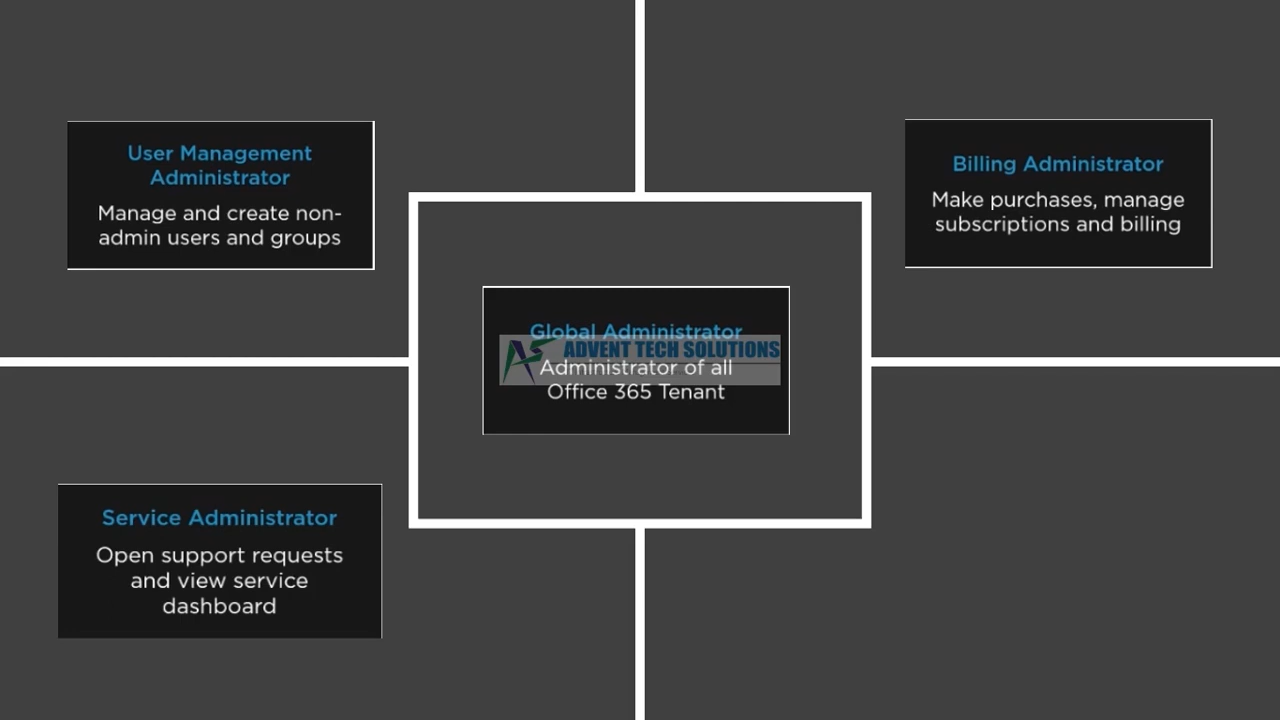 User Management
Administrator
Manage and create non-
admin users and groups
Billing Administrator
Make purchases, manage
subscriptions and billing
Global Administrator
ADVENT TECH SOLUTIONS
Administrator of all
Office 365 Tenant
Service Administrator
Open support requests
and view service
dashboard